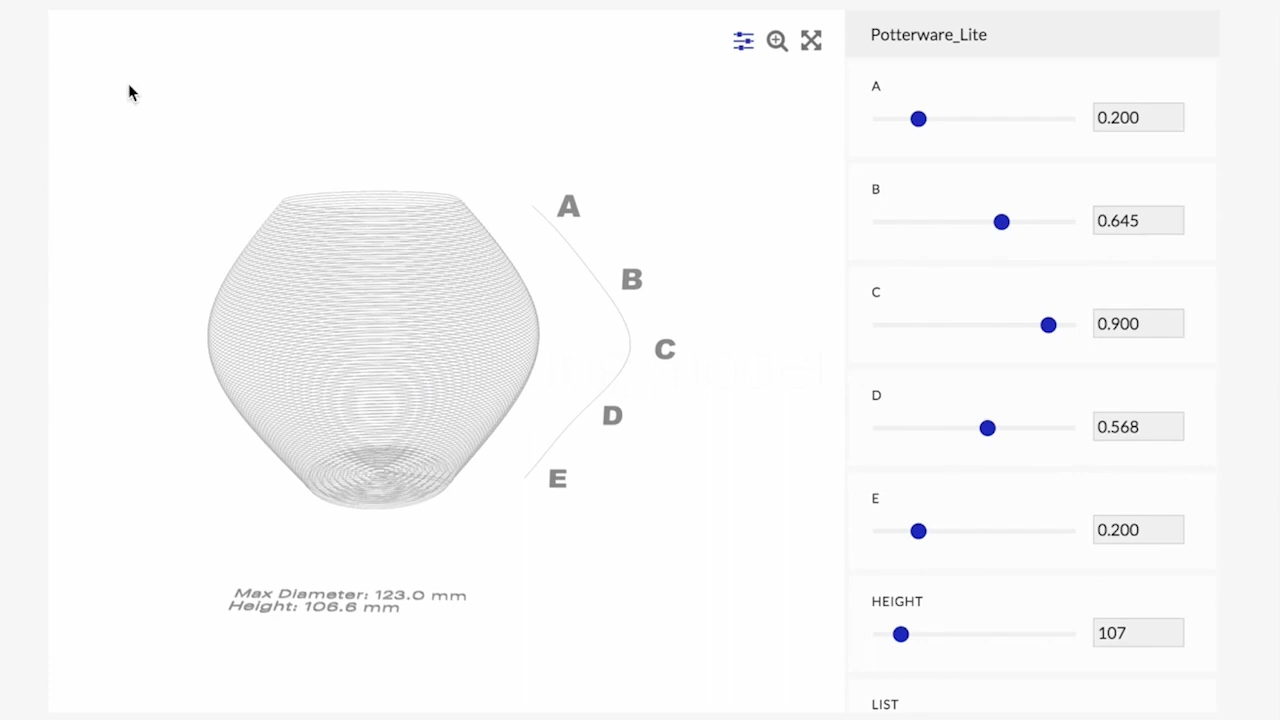 Potterware_Lite
A
0.200
B
0.645
C
0.900
D
0.568
E
0.200
HEIGHT
107
LIST
A
B
C
D
E
Max Diameter: 123.0 mm
Height: 106.6 mm